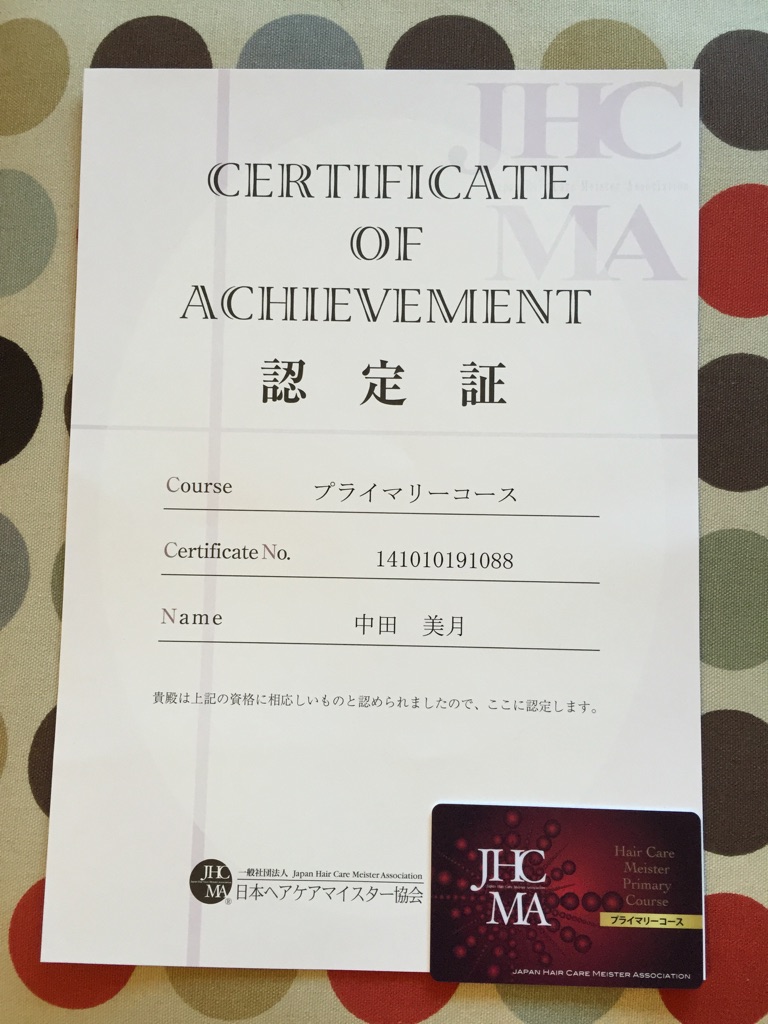 JHC
MA
CERTIFICATE
OF
ACHIEVEMENT
認 定 証
Course プライマリーコース
Certificate No. 141010191088
Name 中田 美月
貴殿は上記の資格に相応しいものと認められましたので、ここに認定します。
JHC
MA®
一般社団法人 Japan Hair Care Meister Association
日本ヘアケアマイスター協会
JHC
MA
Hair Care
Meister
Primary
Course
プライマリーコース
JAPAN HAIR CARE MEISTER ASSOCIATION